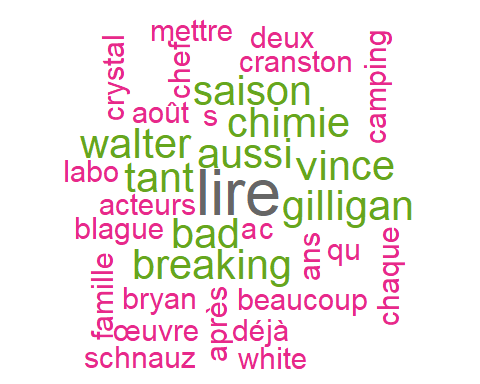 mettre
deux
crystal
chef
cranston
camping
saison
août
s
chimie
walter
aussi
vince
labo
tant
lire
acteurs
gilligan
blague
bad
ac
ans
qu
chaque
breaking
famille
bryan
après
beaucoup
œuvre
déjà
schnauz
white